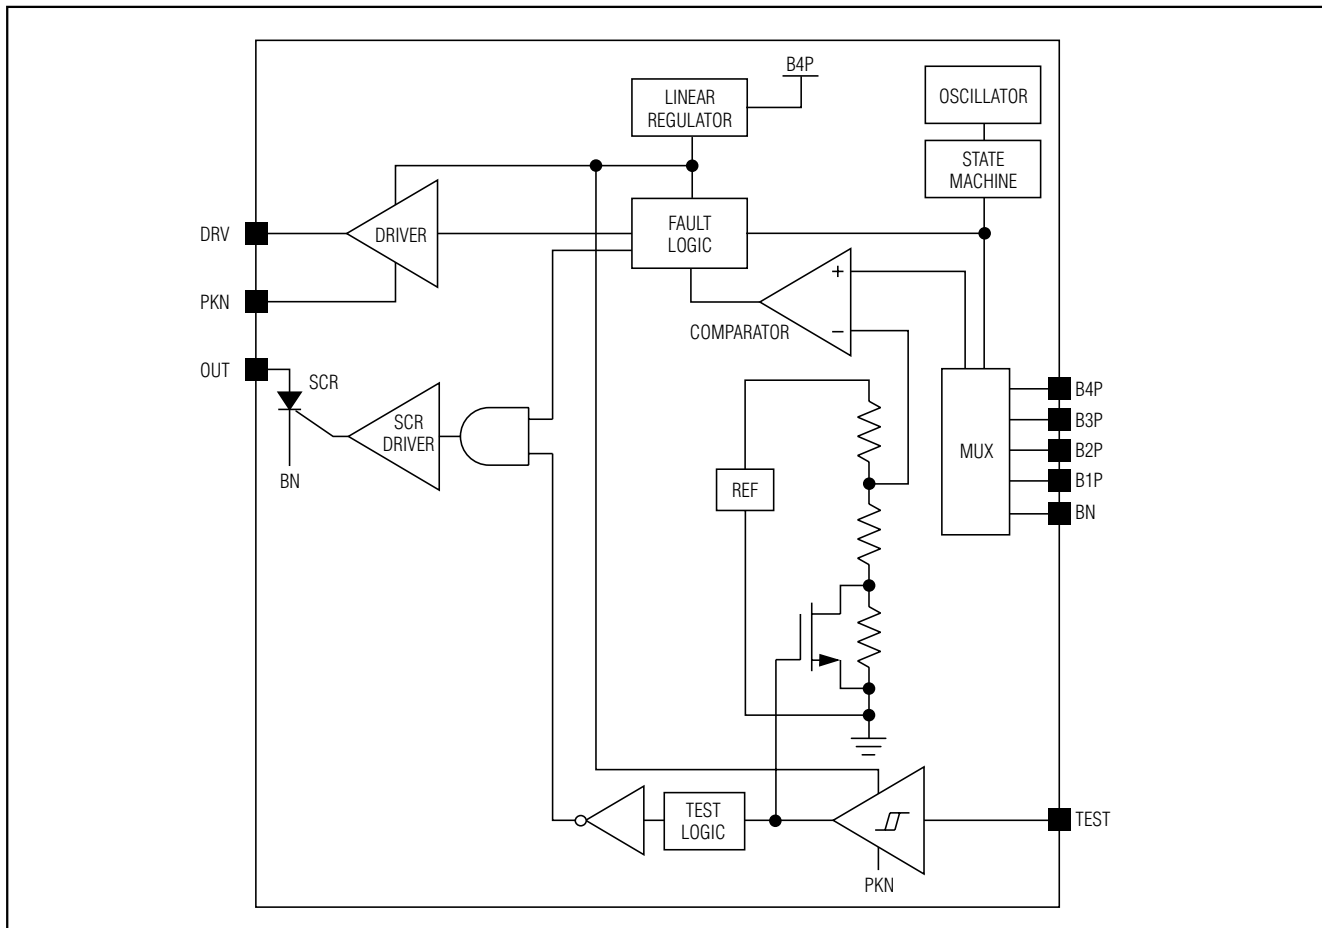 B4P
LINEAR
REGULATOR
OSCILLATOR
STATE
MACHINE
DRV
DRIVER
FAULT
LOGIC
PKN
+
COMPARATOR
−
OUT
SCR
SCR
DRIVER
BN
REF
MUX
B4P
B3P
B2P
B1P
BN
TEST
LOGIC
TEST
PKN